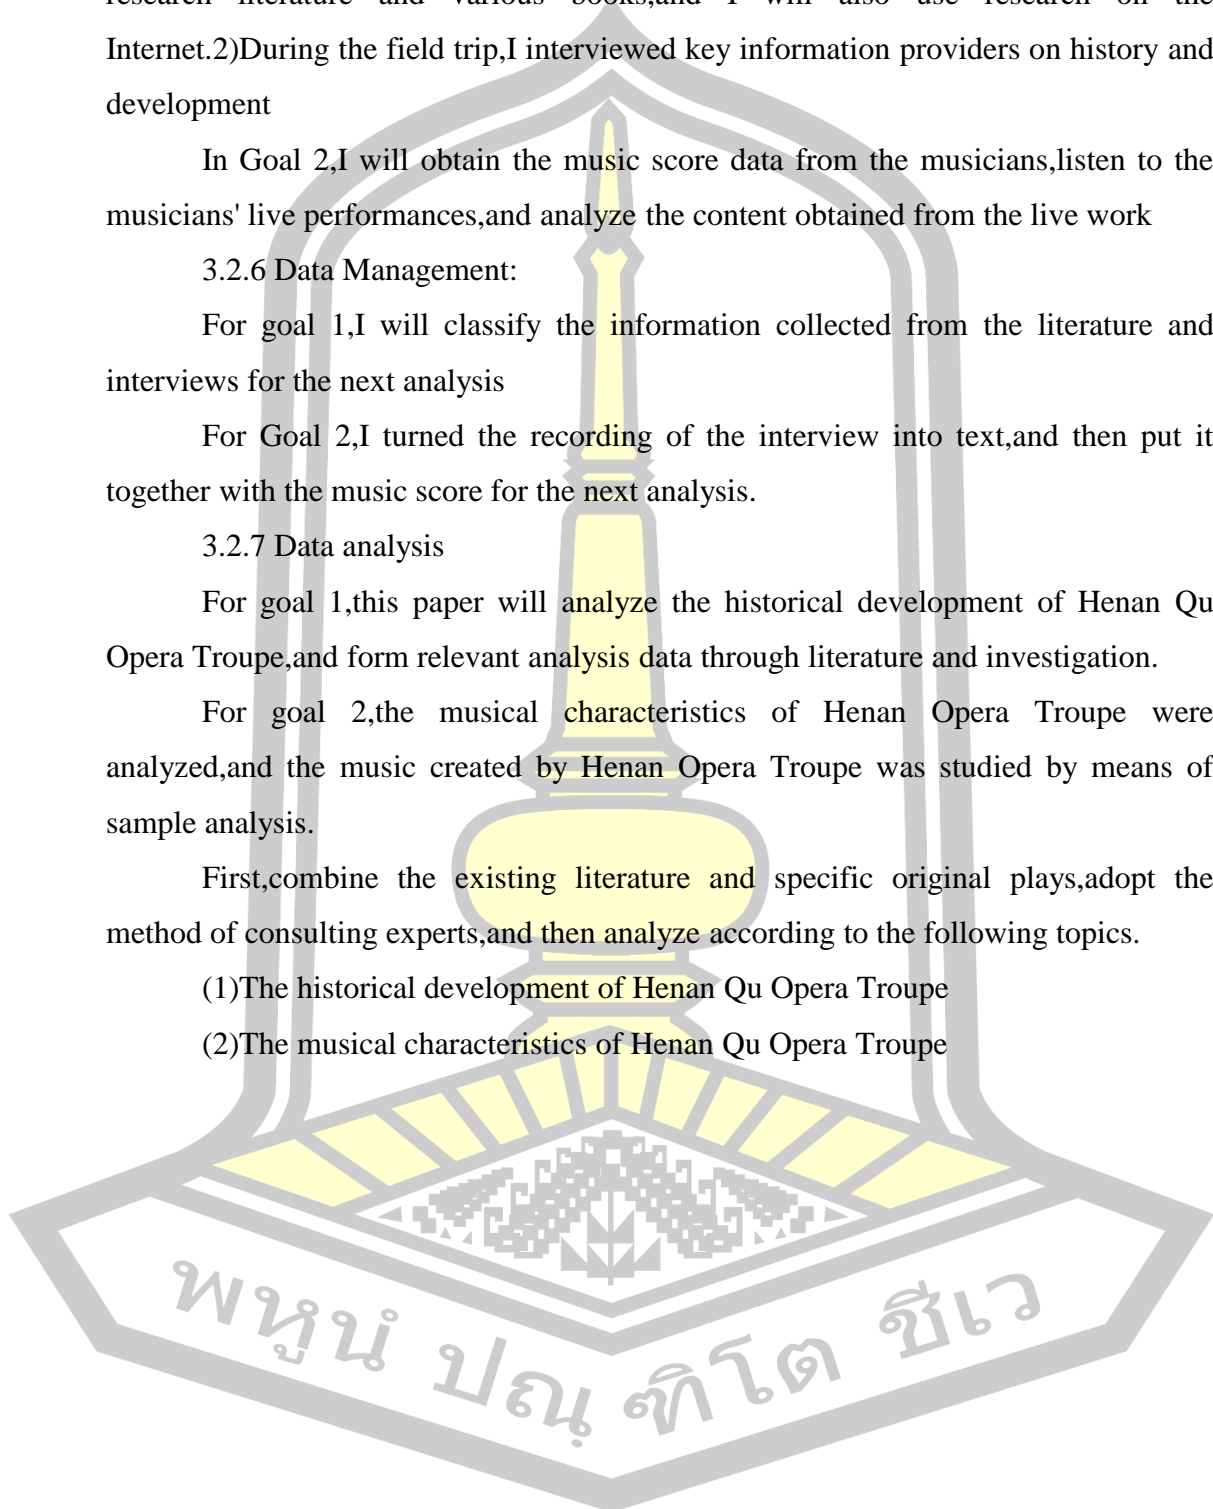 research literature and various books,and I will also use research on the
Internet.2)During the field trip,I interviewed key information providers on history and
development
In Goal 2,I will obtain the music score data from the musicians,listen to the
musicians' live performances,and analyze the content obtained from the live work
3.2.6 Data Management:
For goal 1,I will classify the information collected from the literature and
interviews for the next analysis
For Goal 2,I turned the recording of the interview into text,and then put it
together with the music score for the next analysis.
3.2.7 Data analysis
For goal 1,this paper will analyze the historical development of Henan Qu
Opera Troupe,and form relevant analysis data through literature and investigation.
For goal 2,the musical characteristics of Henan Opera Troupe were
analyzed,and the music created by Henan Opera Troupe was studied by means of
sample analysis.
First,combine the existing literature and specific original plays,adopt the
method of consulting experts,and then analyze according to the following topics.
(1)The historical development of Henan Qu Opera Troupe
(2)The musical characteristics of Henan Qu Opera Troupe
พหูนํ ปณฺฑิโต ชีเว